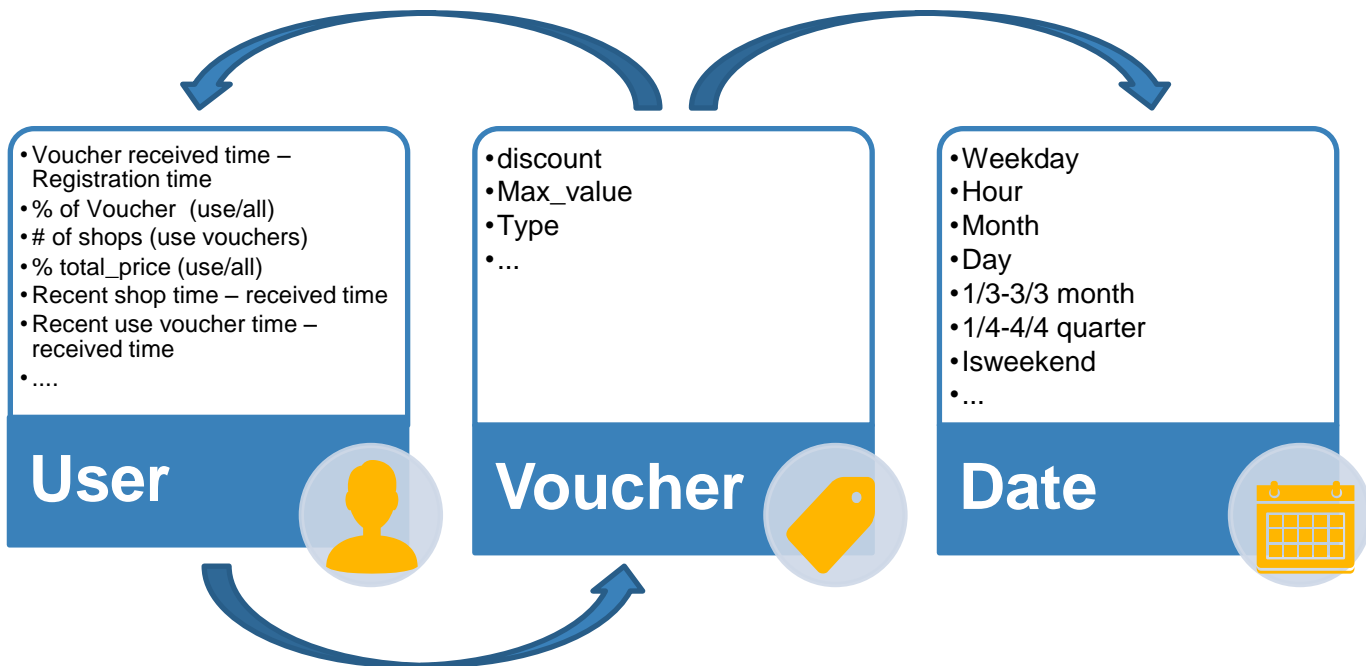 •Voucher received time –
Registration time
•% of Voucher  (use/all)
•# of shops (use vouchers)
•% total_price (use/all)
•Recent shop time – received time
•Recent use voucher time –
received time
•....
User
•discount
•Max_value
•Type
•...
Voucher
•Weekday
•Hour
•Month
•Day
•1/3-3/3 month
•1/4-4/4 quarter
•Isweekend
•...
Date